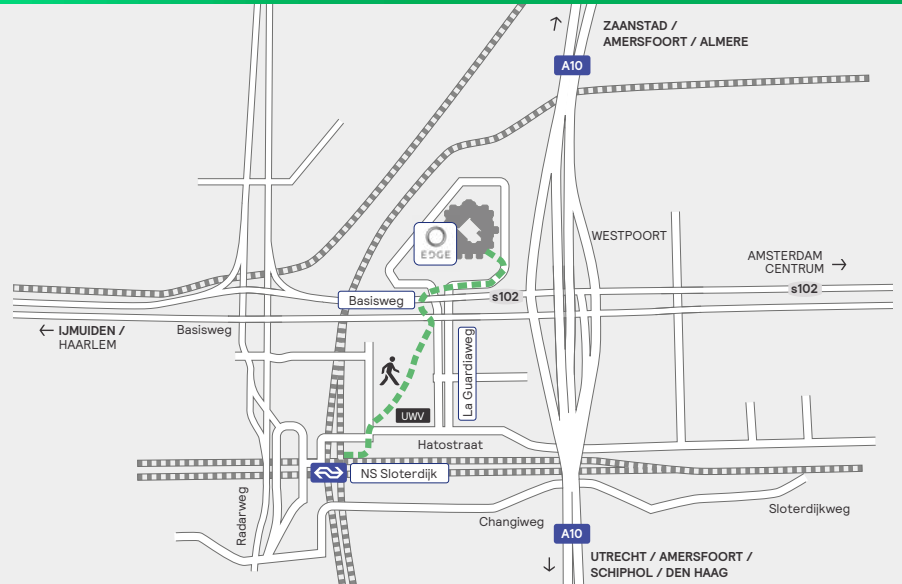 ZAANSTAD /
AMERSFOORT / ALMERE
A10
WESTPOORT
EDGE
AMSTERDAM
CENTRUM
s102
s102
Basisweg
IJMUIDEN /
HAARLEM
Basisweg
La Guardiaweg
UWV
Hatostraat
NS Sloterdijk
Radarweg
Changiweg
Sloterdijkweg
A10
UTRECHT / AMERSFOORT /
SCHIPHOL / DEN HAAG